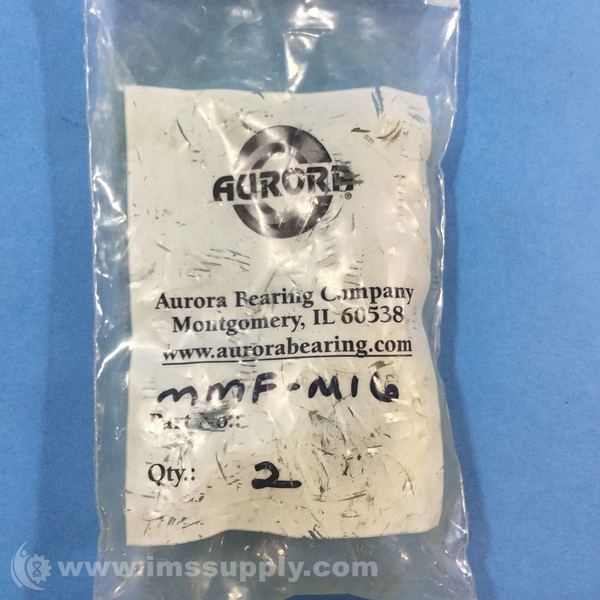 AURORA®
Aurora Bearing Company
Montgomery, IL 60538
www.aurorabearing.com
MMF-M16
Part No.:
Qty.: 2
www.imssupply.com